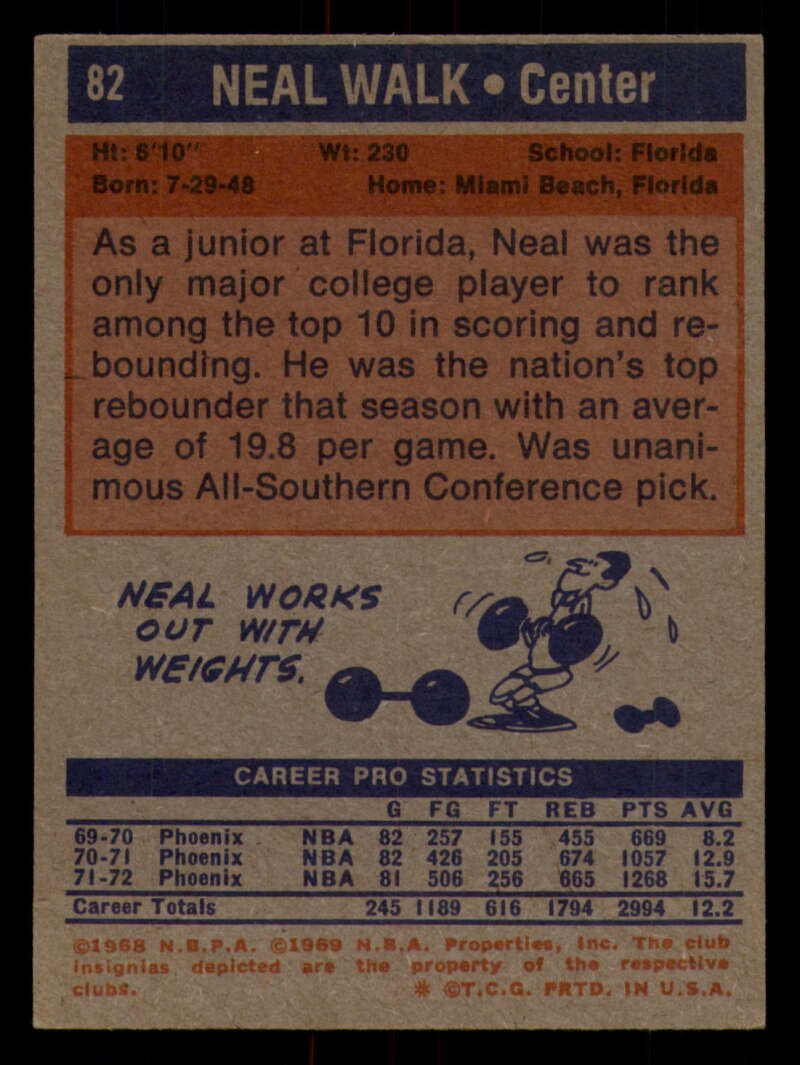 82 NEAL WALK • Center
Ht: 6'10" Wt: 230 School: Florida
Born: 7-29-48 Home: Miami Beach, Florida
As a junior at Florida, Neal was the
only major college player to rank
among the top 10 in scoring and re-
bounding. He was the nation's top
rebounder that season with an aver-
age of 19.8 per game. Was unani-
mous All-Southern Conference pick.
NEAL WORKS
OUT WITH
WEIGHTS.
CAREER PRO STATISTICS
G FG FT REB PTS AVG
69-70 Phoenix NBA 82 257 155 455 669 8.2
70-71 Phoenix NBA 82 426 205 674 1057 12.9
71-72 Phoenix NBA 81 506 256 665 1268 15.7
Career Totals 245 1189 616 1794 2994 12.2
©1968 N.B.P.A. ©1969 N.B.A. Properties, Inc. The club
insignias depicted are the property of the respective
clubs. * ©T.C.G. PRTD. IN U.S.A.